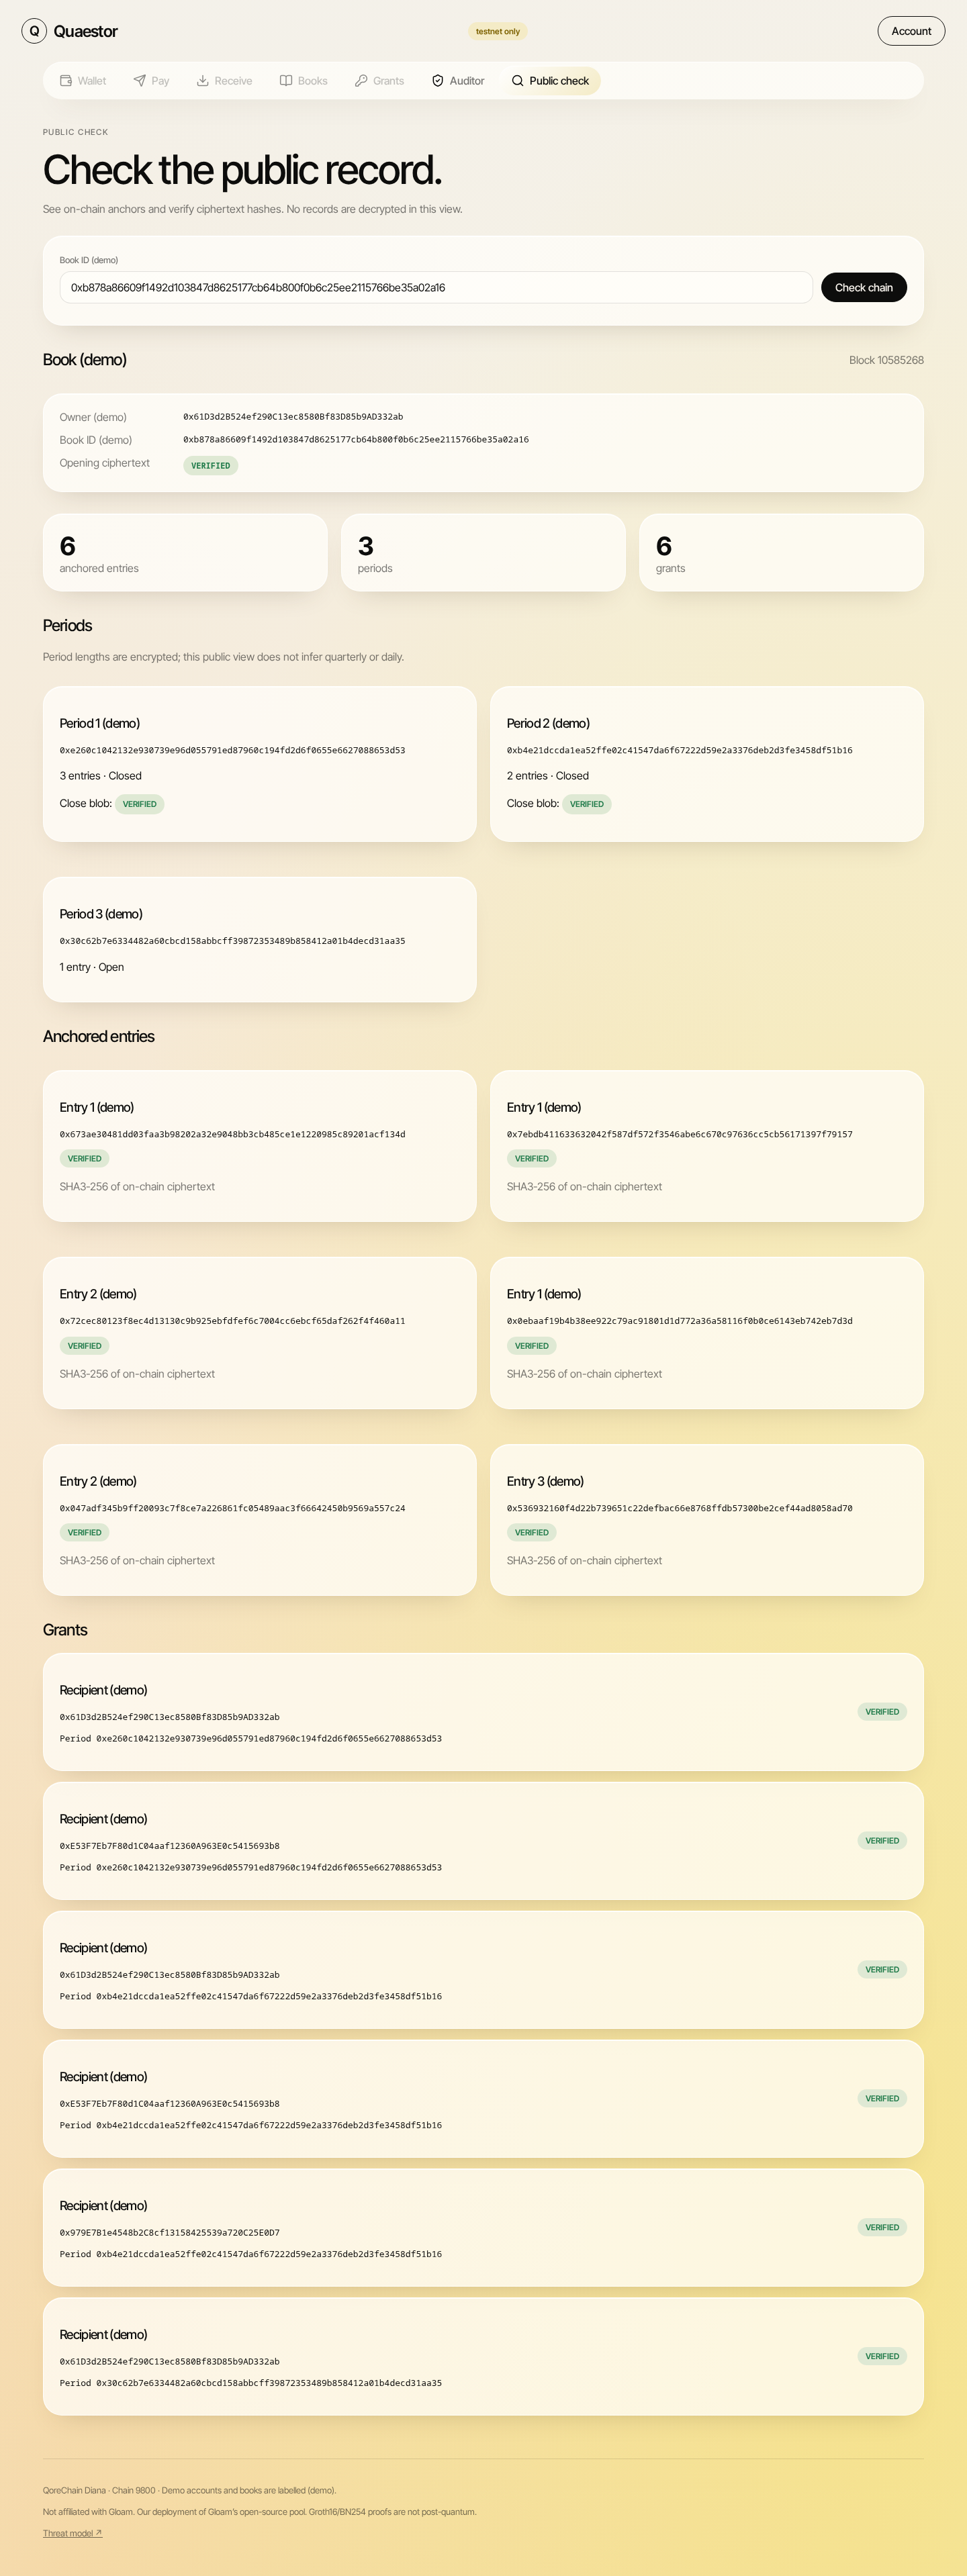 Q Quaestor
testnet only
Account
Wallet Pay Receive Books Grants Auditor Public check
PUBLIC CHECK
Check the public record.
See on-chain anchors and verify ciphertext hashes. No records are decrypted in this view.
Book ID (demo)
0xb878a86609f1492d103847d8625177cb64b800f0b6c25ee2115766be35a02a16
Check chain
Book (demo)
Block 10585268
Owner (demo) 0x61D3d2B524ef290C13ec8580Bf83D85b9AD332ab
Book ID (demo) 0xb878a86609f1492d103847d8625177cb64b800f0b6c25ee2115766be35a02a16
Opening ciphertext VERIFIED
6
anchored entries
3
periods
6
grants
Periods
Period lengths are encrypted; this public view does not infer quarterly or daily.
Period 1 (demo)
0xe260c1042132e930739e96d055791ed87960c194fd2d6f0655e6627088653d53
3 entries · Closed
Close blob: VERIFIED
Period 2 (demo)
0xb4e21dccda1ea52ffe02c41547da6f67222d59e2a3376deb2d3fe3458df51b16
2 entries · Closed
Close blob: VERIFIED
Period 3 (demo)
0x30c62b7e6334482a60cbcd158abbcff39872353489b858412a01b4decd31aa35
1 entry · Open
Anchored entries
Entry 1 (demo)
0x673ae30481dd03faa3b98202a32e9048bb3cb485ce1e1220985c89201acf134d
VERIFIED
SHA3-256 of on-chain ciphertext
Entry 1 (demo)
0x7ebdb411633632042f587df572f3546abe6c670c97636cc5cb56171397f79157
VERIFIED
SHA3-256 of on-chain ciphertext
Entry 2 (demo)
0x72cec80123f8ec4d13130c9b925ebfdfef6c7004cc6ebcf65daf262f4f460a11
VERIFIED
SHA3-256 of on-chain ciphertext
Entry 1 (demo)
0x0ebaaf19b4b38ee922c79ac91801d1d772a36a58116f0b0ce6143eb742eb7d3d
VERIFIED
SHA3-256 of on-chain ciphertext
Entry 2 (demo)
0x047adf345b9ff20093c7f8ce7a226861fc05489aac3f66642450b9569a557c24
VERIFIED
SHA3-256 of on-chain ciphertext
Entry 3 (demo)
0x536932160f4d22b739651c22defbac66e8768ffdb57300be2cef44ad8058ad70
VERIFIED
SHA3-256 of on-chain ciphertext
Grants
Recipient (demo)
0x61D3d2B524ef290C13ec8580Bf83D85b9AD332ab
Period 0xe260c1042132e930739e96d055791ed87960c194fd2d6f0655e6627088653d53
VERIFIED
Recipient (demo)
0xE53F7Eb7F80d1C04aaf12360A963E0c5415693b8
Period 0xe260c1042132e930739e96d055791ed87960c194fd2d6f0655e6627088653d53
VERIFIED
Recipient (demo)
0x61D3d2B524ef290C13ec8580Bf83D85b9AD332ab
Period 0xb4e21dccda1ea52ffe02c41547da6f67222d59e2a3376deb2d3fe3458df51b16
VERIFIED
Recipient (demo)
0xE53F7Eb7F80d1C04aaf12360A963E0c5415693b8
Period 0xb4e21dccda1ea52ffe02c41547da6f67222d59e2a3376deb2d3fe3458df51b16
VERIFIED
Recipient (demo)
0x979E7B1e4548b2C8cf13158425539a720C25E0D7
Period 0xb4e21dccda1ea52ffe02c41547da6f67222d59e2a3376deb2d3fe3458df51b16
VERIFIED
Recipient (demo)
0x61D3d2B524ef290C13ec8580Bf83D85b9AD332ab
Period 0x30c62b7e6334482a60cbcd158abbcff39872353489b858412a01b4decd31aa35
VERIFIED
QoreChain Diana · Chain 9800 · Demo accounts and books are labelled (demo).
Not affiliated with Gloam. Our deployment of Gloam's open-source pool. Groth16/BN254 proofs are not post-quantum.
Threat model ↗